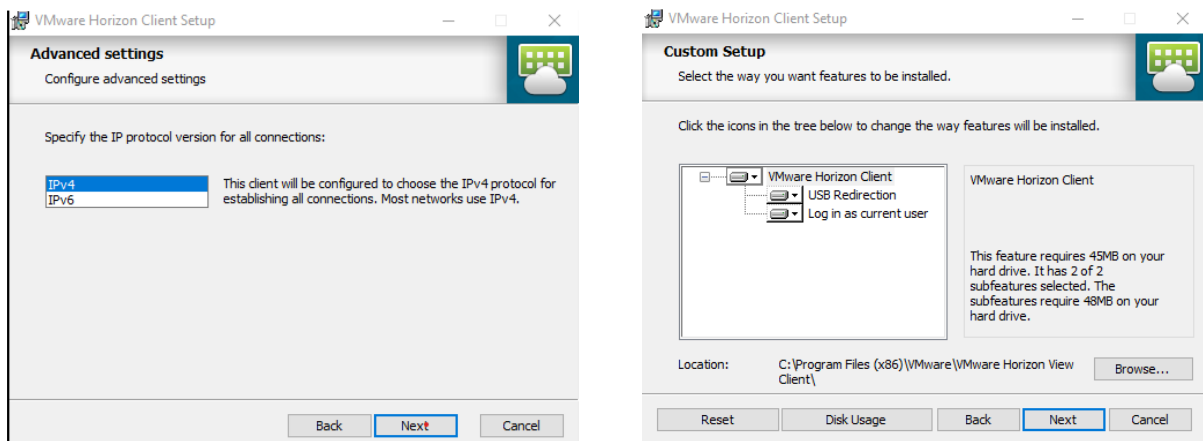 VMware Horizon Client Setup
Advanced settings
Configure advanced settings
Specify the IP protocol version for all connections:
IPv4
IPv6
This client will be configured to choose the IPv4 protocol for
establishing all connections. Most networks use IPv4.
Back
Next
Cancel
VMware Horizon Client Setup
Custom Setup
Select the way you want features to be installed.
Click the icons in the tree below to change the way features will be installed.
VMware Horizon Client
USB Redirection
Log in as current user
VMware Horizon Client
This feature requires 45MB on your
hard drive. It has 2 of 2
subfeatures selected. The
subfeatures require 48MB on your
hard drive.
Location:
C:\Program Files (x86)\VMware\VMware Horizon View
Client\
Browse...
Reset
Disk Usage
Back
Next
Cancel